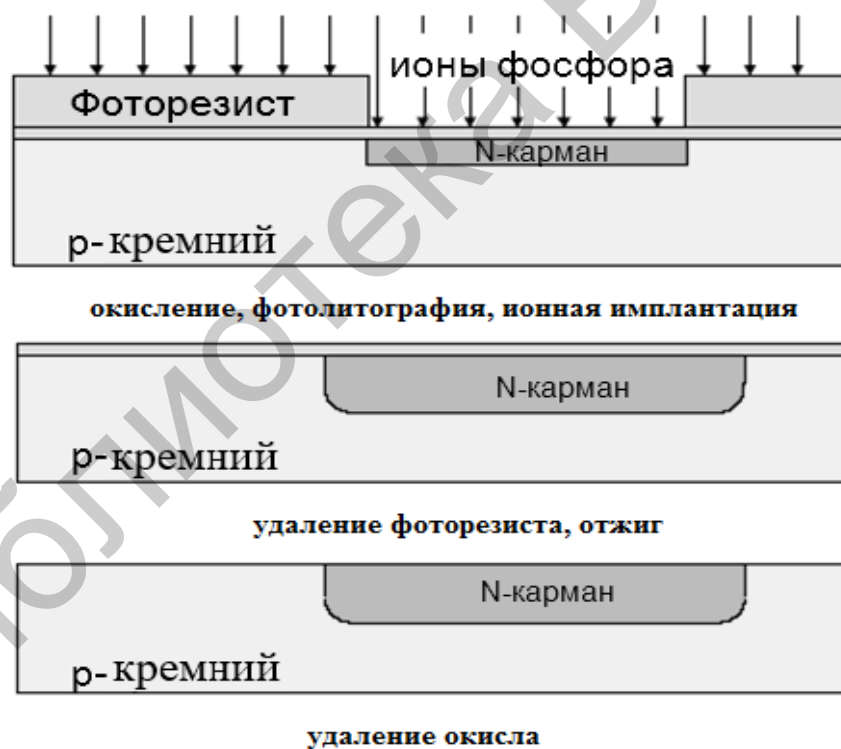 ионы фосфора
Фоторезист
N-карман
р-кремний
окисление, фотолитография, ионная имплантация
N-карман
р-кремний
удаление фоторезиста, отжиг
N-карман
р-кремний
удаление окисла